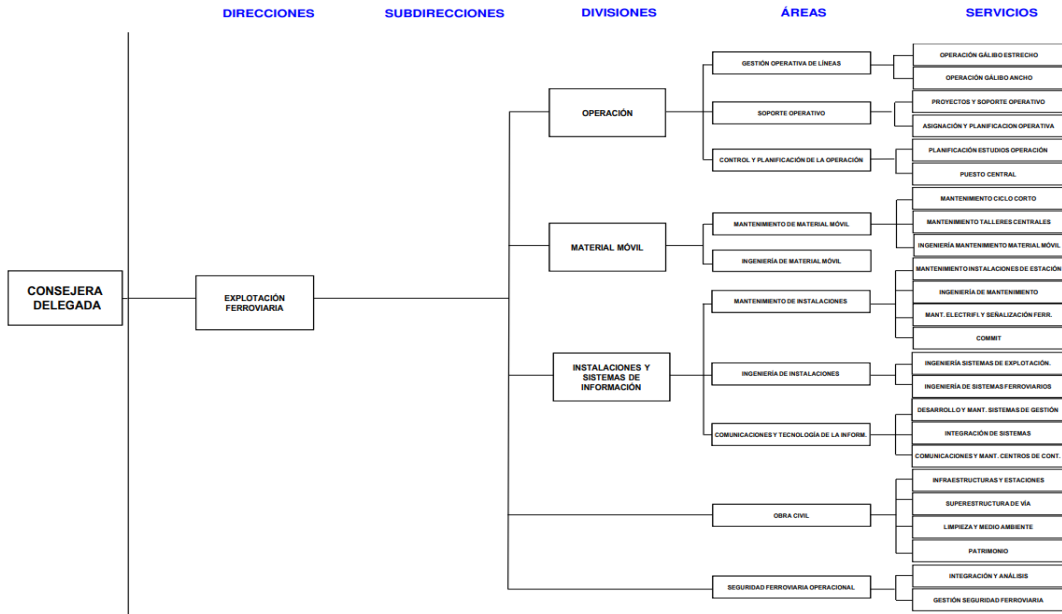 DIRECCIONES
SUBDIRECCIONES
DIVISIONES
ÁREAS
SERVICIOS
CONSEJERA
DELEGADA
EXPLOTACIÓN
FERROVIARIA
OPERACIÓN
GESTIÓN OPERATIVA DE LÍNEAS
OPERACIÓN GÁLIBO ESTRECHO
OPERACIÓN GÁLIBO ANCHO
SOPORTE OPERATIVO
PROYECTOS Y SOPORTE OPERATIVO
ASIGNACIÓN Y PLANIFICACION OPERATIVA
CONTROL Y PLANIFICACIÓN DE LA OPERACIÓN
PLANIFICACIÓN ESTUDIOS OPERACIÓN
PUESTO CENTRAL
MATERIAL MÓVIL
MANTENIMIENTO DE MATERIAL MÓVIL
MANTENIMIENTO CICLO CORTO
MANTENIMIENTO TALLERES CENTRALES
INGENIERÍA MANTENIMIENTO MATERIAL MÓVIL
INGENIERÍA DE MATERIAL MÓVIL
INSTALACIONES Y
SISTEMAS DE
INFORMACIÓN
MANTENIMIENTO DE INSTALACIONES
MANTENIMIENTO INSTALACIONES DE ESTACIÓN
INGENIERÍA DE MANTENIMIENTO
MANT. ELECTRIFI. Y SEÑALIZACIÓN FERR.
COMMIT
INGENIERÍA DE INSTALACIONES
INGENIERÍA SISTEMAS DE EXPLOTACIÓN.
INGENIERÍA DE SISTEMAS FERROVIARIOS
COMUNICACIONES Y TECNOLOGÍA DE LA INFORM.
DESARROLLO Y MANT. SISTEMAS DE GESTIÓN
INTEGRACIÓN DE SISTEMAS
COMUNICACIONES Y MANT. CENTROS DE CONT.
OBRA CIVIL
INFRAESTRUCTURAS Y ESTACIONES
SUPERESTRUCTURA DE VÍA
LIMPIEZA Y MEDIO AMBIENTE
PATRIMONIO
SEGURIDAD FERROVIARIA OPERACIONAL
INTEGRACIÓN Y ANÁLISIS
GESTIÓN SEGURIDAD FERROVIARIA